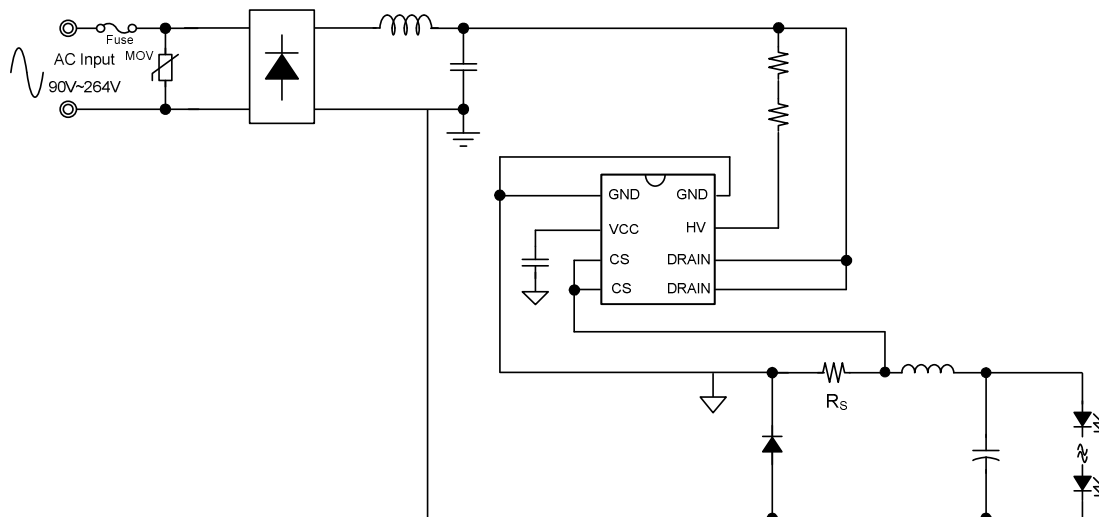 Fuse
MOV
AC Input
90V~264V
GND GND
VCC HV
CS DRAIN
CS DRAIN
RS